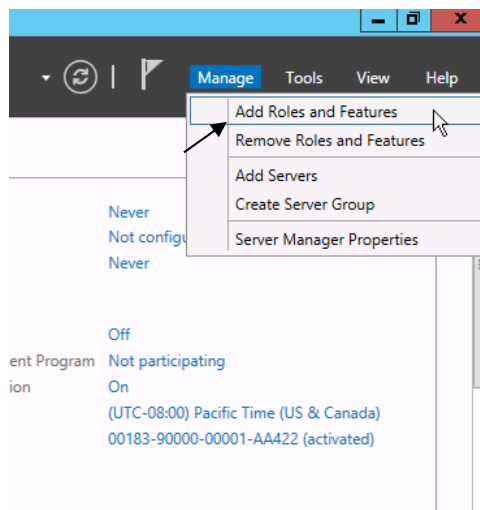 Manage Tools View Help
Add Roles and Features
Remove Roles and Features
Add Servers
Create Server Group
Server Manager Properties
Never
Not configu
Never
Off
ent Program Not participating
ion On
(UTC-08:00) Pacific Time (US & Canada)
00183-90000-00001-AA422 (activated)